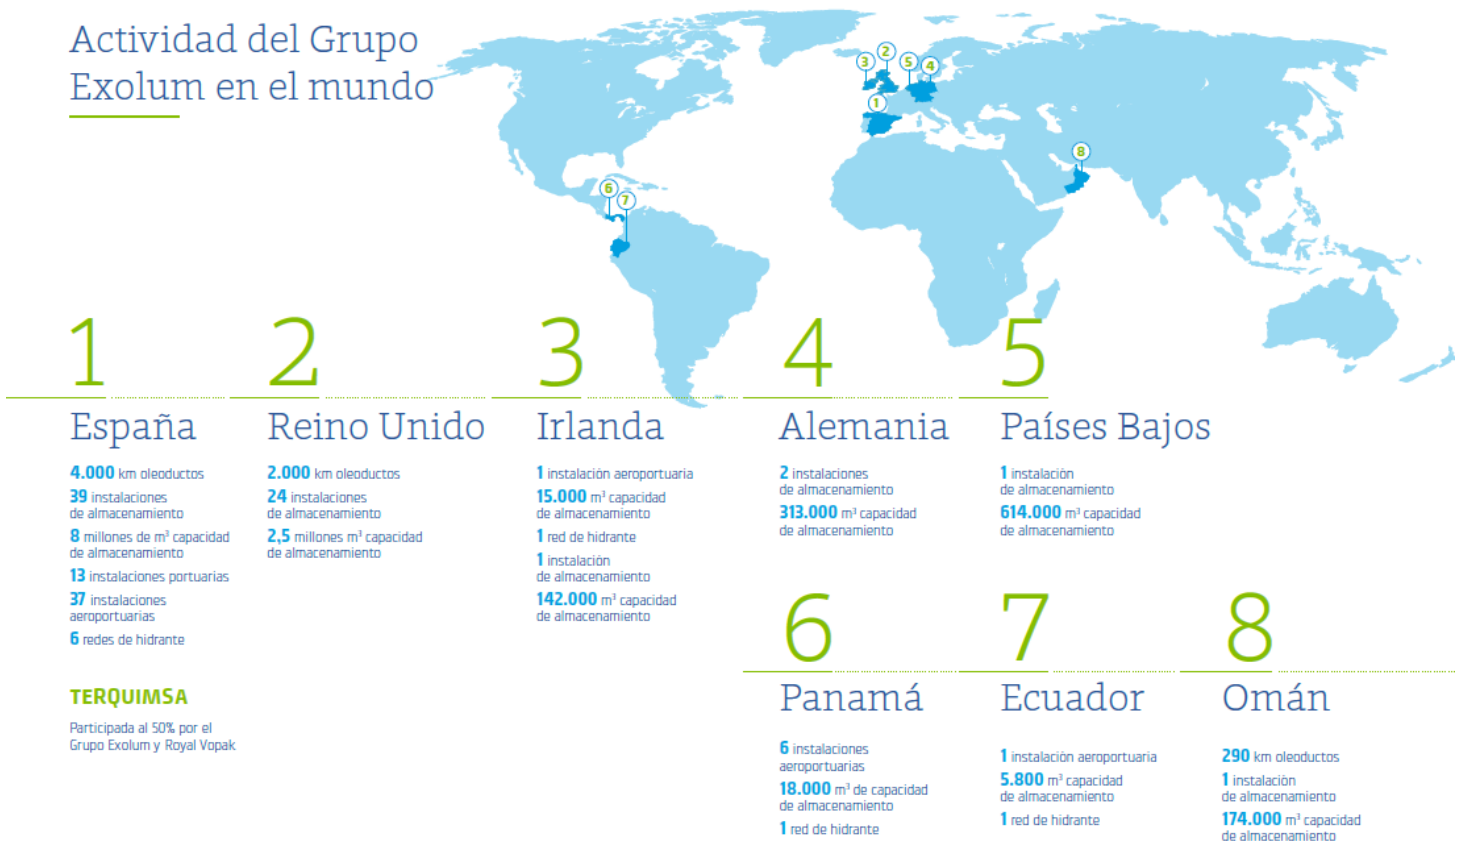 Actividad del Grupo
Exolum en el mundo
3
2
5
4
1
8
6
7
1
España
4.000 km oleoductos
39 instalaciones
de almacenamiento
8 millones de m³ capacidad
de almacenamiento
13 instalaciones portuarias
37 instalaciones
aeroportuarias
6 redes de hidrante
TERQUIMSA
Participada al 50% por el
Grupo Exolum y Royal Vopak
2
Reino Unido
2.000 km oleoductos
24 instalaciones
de almacenamiento
2,5 millones m³ capacidad
de almacenamiento
3
Irlanda
1 instalación aeroportuaria
15.000 m³ capacidad
de almacenamiento
1 red de hidrante
1 instalación
de almacenamiento
142.000 m³ capacidad
de almacenamiento
4
Alemania
2 instalaciones
de almacenamiento
313.000 m³ capacidad
de almacenamiento
5
Países Bajos
1 instalación
de almacenamiento
614.000 m³ capacidad
de almacenamiento
6
Panamá
6 instalaciones
aeroportuarias
18.000 m³ de capacidad
de almacenamiento
1 red de hidrante
7
Ecuador
1 instalación aeroportuaria
5.800 m³ capacidad
de almacenamiento
1 red de hidrante
8
Omán
290 km oleoductos
1 instalación
de almacenamiento
174.000 m³ capacidad
de almacenamiento